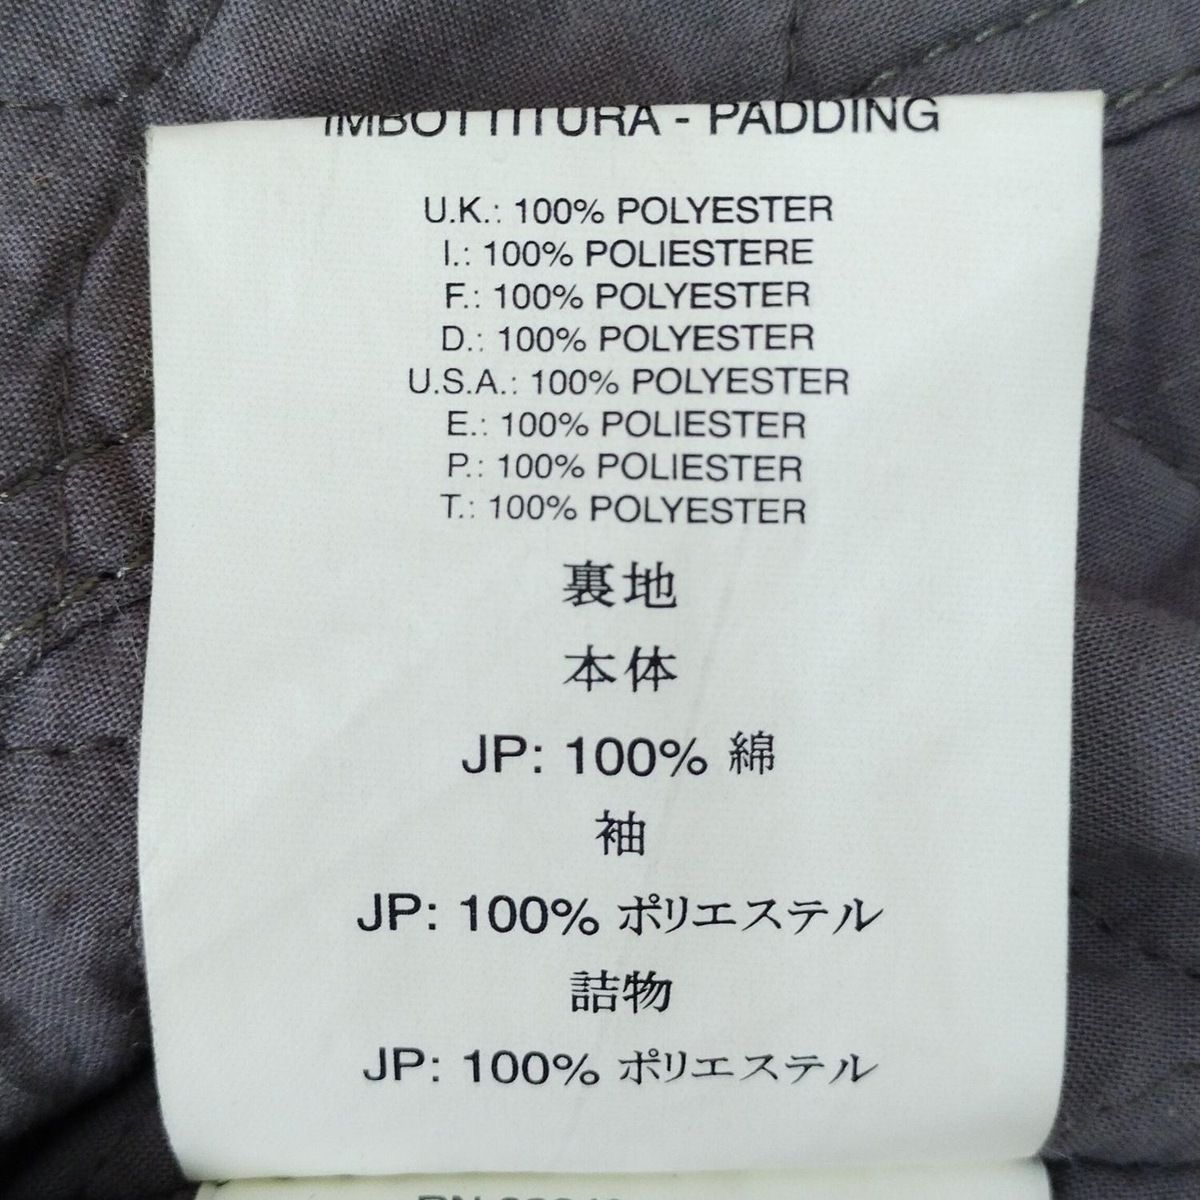 IMBOTTITURA - PADDING
U.K.: 100% POLYESTER
I.: 100% POLIESTERE
F.: 100% POLYESTER
D.: 100% POLYESTER
U.S.A.: 100% POLYESTER
E.: 100% POLIESTER
P.: 100% POLIESTER
T.: 100% POLYESTER
裏地
本体
JP: 100% 綿
袖
JP: 100% ポリエステル
詰物
JP: 100% ポリエステル